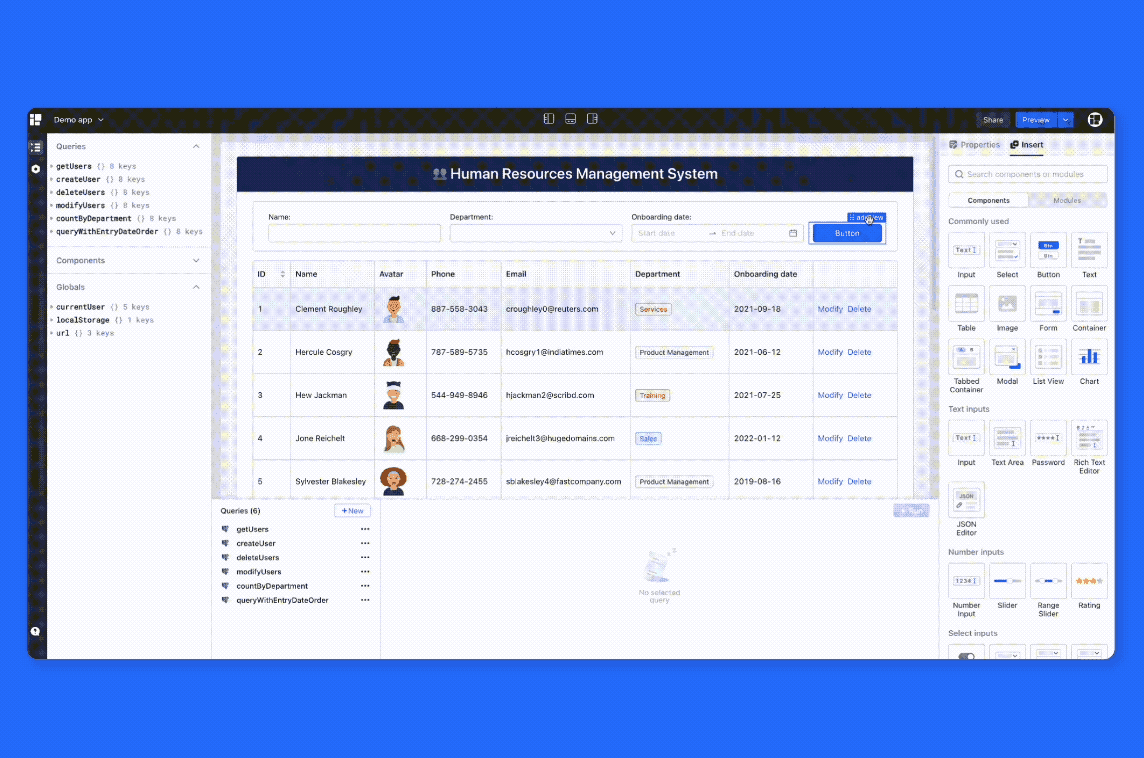 Demo app
Share
Preview
Queries
getUsers {} 8 keys
createUser {} 8 keys
deleteUsers {} 8 keys
modifyUsers {} 8 keys
countByDepartment {} 8 keys
queryWithEntryDateOrder {} 8 keys
Components
Globals
currentUser {} 5 keys
localStorage {} 1 keys
url {} 3 keys
Human Resources Management System
Name:
Department:
Onboarding date:
Start date
End date
Button
ID Name Avatar Phone Email Department Onboarding date
1 Clement Roughley 887-558-3043 croughley0@reuters.com Services 2021-09-18 Modify Delete
2 Hercule Cosgry 787-589-5735 hcosgry1@indiatimes.com Product Management 2021-06-12 Modify Delete
3 Hew Jackman 544-949-8946 hjackman2@scribd.com Training 2021-07-25 Modify Delete
4 Jone Reichelt 668-299-0354 jreichelt3@hugedomains.com Sales 2022-01-12 Modify Delete
5 Sylvester Blakesley 728-274-2455 sblakesley4@fastcompany.com Product Management 2019-08-16 Modify Delete
Queries (6)
+ New
getUsers
createUser
deleteUsers
modifyUsers
countByDepartment
queryWithEntryDateOrder
No selected
query
Properties
Insert
Search components or modules
Components
Modules
Commonly used
Input
Select
Button
Text
Table
Image
Form
Container
Tabbed
Container
Modal
List View
Chart
Text inputs
Input
Text Area
Password
Rich Text
Editor
JSON
Editor
Number inputs
Number
Input
Slider
Range
Slider
Rating
Select inputs